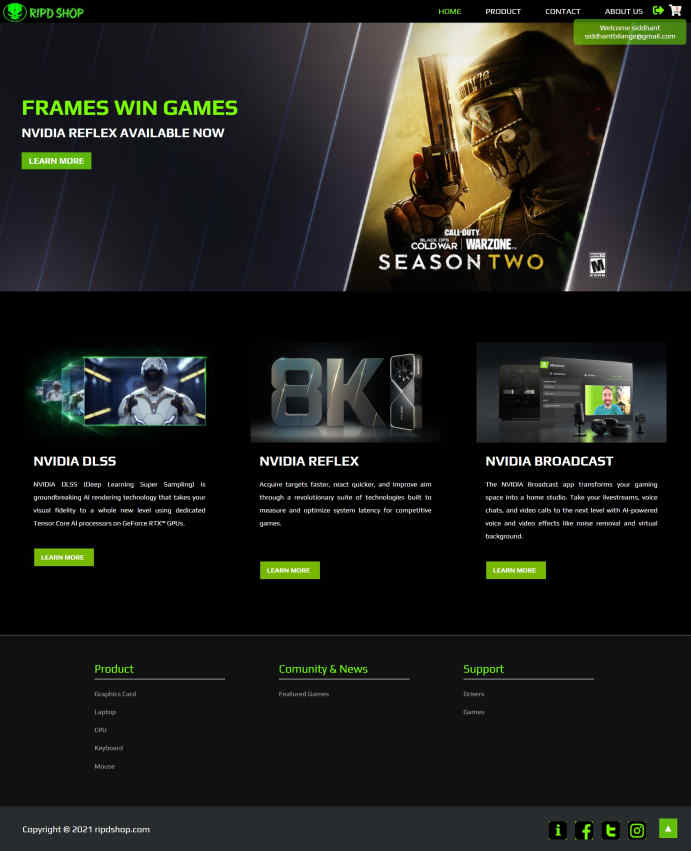 RIPD SHOP
HOME PRODUCT CONTACT ABOUT US
Welcome siddhant
siddhantbilange@gmail.com
FRAMES WIN GAMES
NVIDIA REFLEX AVAILABLE NOW
LEARN MORE
CALL OF DUTY
BLACK OPS
COLD WAR WARZONE
SEASON TWO
M
8K
NVIDIA DLSS
NVIDIA DLSS (Deep Learning Super Sampling) is
groundbreaking AI rendering technology that takes your
visual fidelity to a whole new level using dedicated
Tensor Core AI processors on GeForce RTX™ GPUs.
LEARN MORE
NVIDIA REFLEX
Acquire targets faster, react quicker, and improve aim
through a revolutionary suite of technologies built to
measure and optimize system latency for competitive
games.
LEARN MORE
NVIDIA BROADCAST
The NVIDIA Broadcast app transforms your gaming
space into a home studio. Take your livestreams, voice
chats, and video calls to the next level with AI-powered
voice and video effects like noise removal and virtual
background.
LEARN MORE
Product
Graphics Card
Laptop
CPU
Keyboard
Mouse
Comunity & News
Featured Games
Support
Drivers
Games
Copyright © 2021 ripdshop.com